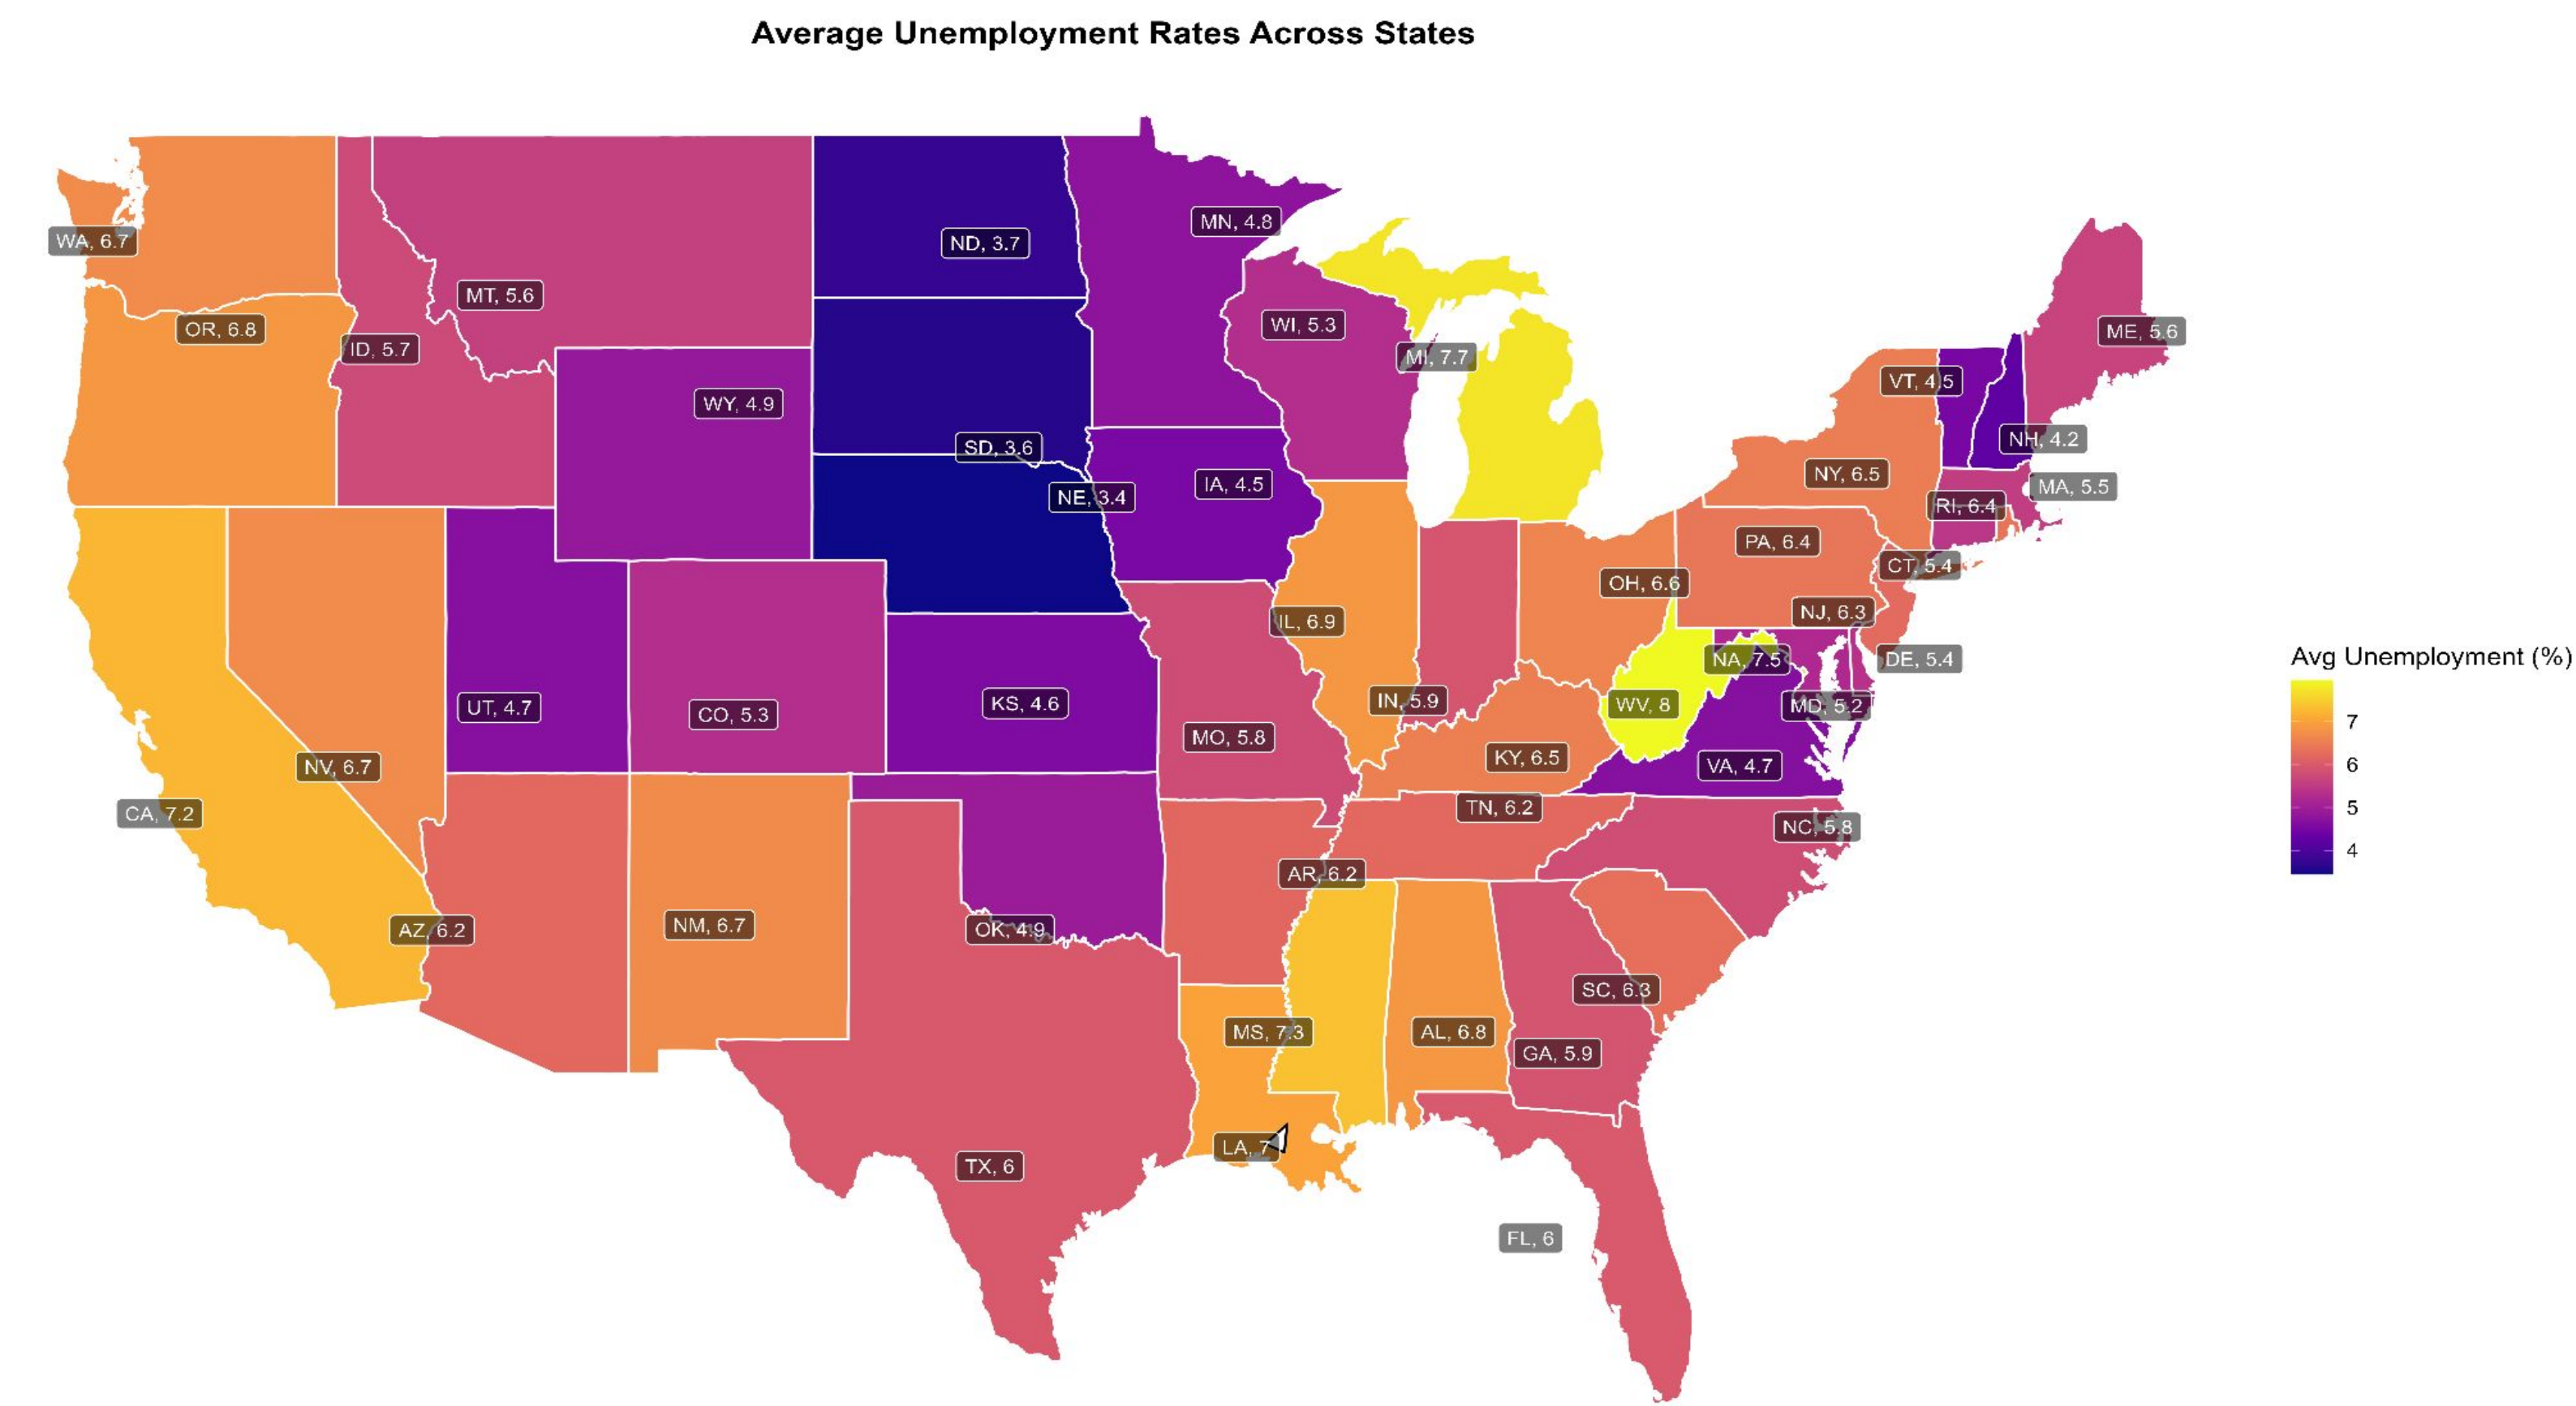 Average Unemployment Rates Across States
WA, 6.7
MN, 4.8
ND, 3.7
MT, 5.6
OR, 6.8
WI, 5.3
ME, 5.6
ID, 5.7
MI, 7.7
VT, 4.5
WY, 4.9
NH, 4.2
SD, 3.6
NY, 6.5
IA, 4.5
MA, 5.5
NE, 3.4
RI, 6.4
PA, 6.4
CT, 5.4
OH, 6.6
NJ, 6.3
IL, 6.9
NA, 7.5
DE, 5.4
IN, 5.9
KS, 4.6
WV, 8
MD, 5.2
UT, 4.7
CO, 5.3
MO, 5.8
KY, 6.5
VA, 4.7
NV, 6.7
TN, 6.2
CA, 7.2
NC, 5.8
AR, 6.2
NM, 6.7
AZ, 6.2
OK, 4.9
SC, 6.3
MS, 7.3
AL, 6.8
GA, 5.9
LA, 7
TX, 6
FL, 6
Avg Unemployment (%)
7
6
5
4